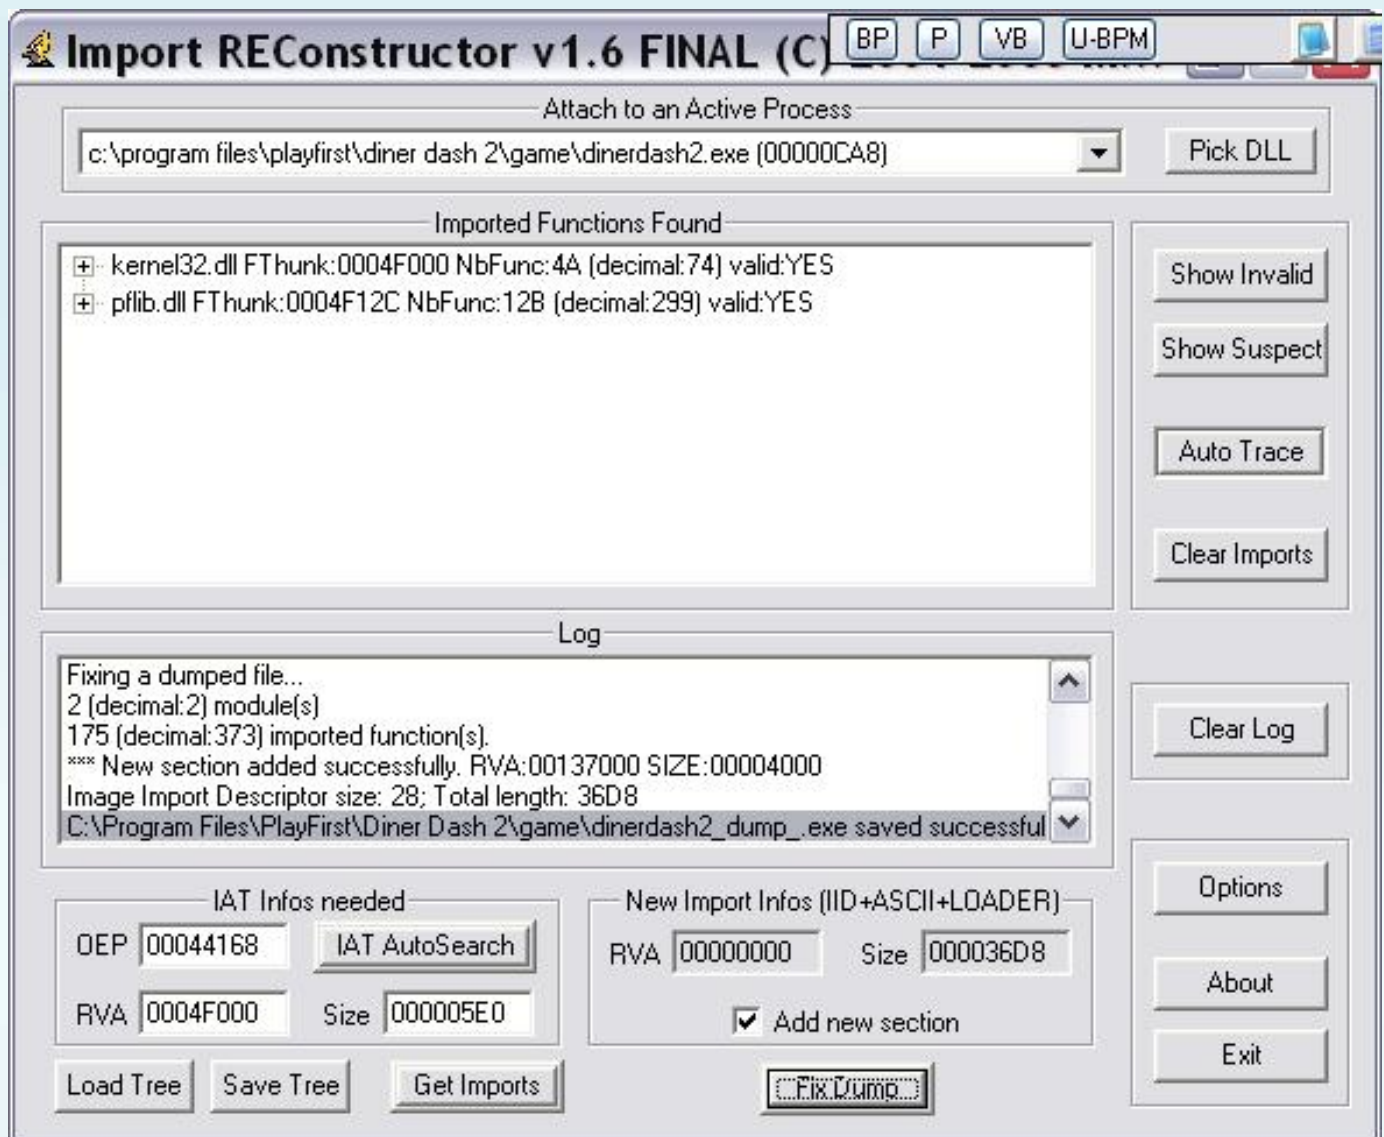 BP P VB U-BPM
Import REConstructor v1.6 FINAL (C)
Attach to an Active Process
c:\program files\playfirst\diner dash 2\game\dinerdash2.exe (00000CA8)
Pick DLL
Imported Functions Found
kernel32.dll FThunk:0004F000 NbFunc:4A (decimal:74) valid:YES
pflib.dll FThunk:0004F12C NbFunc:12B (decimal:299) valid:YES
Show Invalid
Show Suspect
Auto Trace
Clear Imports
Log
Fixing a dumped file...
2 (decimal:2) module(s)
175 (decimal:373) imported function(s).
*** New section added successfully. RVA:00137000 SIZE:00004000
Image Import Descriptor size: 28; Total length: 36D8
C:\Program Files\PlayFirst\Diner Dash 2\game\dinerdash2_dump_.exe saved successful
Clear Log
IAT Infos needed
OEP 00044168 IAT AutoSearch
RVA 0004F000 Size 000005E0
New Import Infos (IID+ASCII+LOADER)
RVA 00000000 Size 000036D8
Add new section
Options
About
Exit
Load Tree Save Tree Get Imports Fix Dump